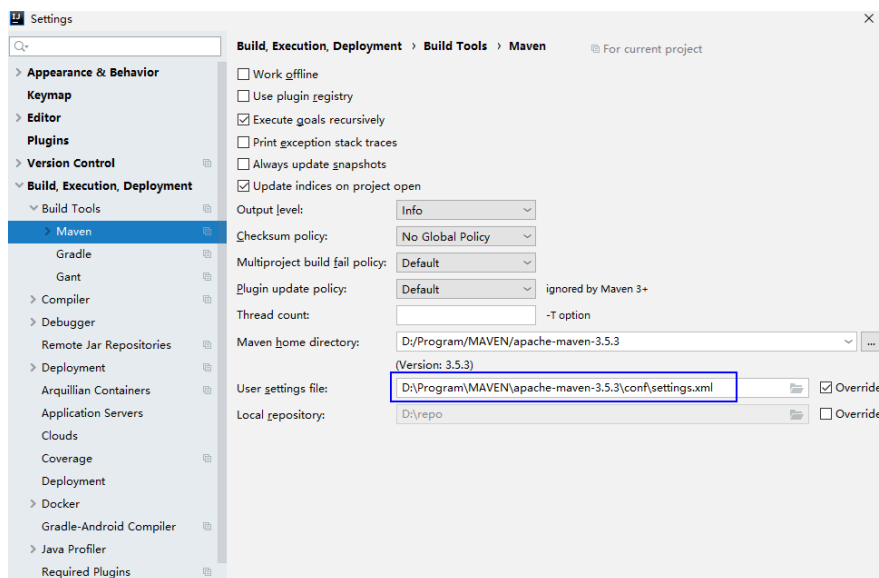 Settings
Appearance & Behavior
Keymap
Editor
Plugins
Version Control
Build, Execution, Deployment
Build Tools
Maven
Gradle
Gant
Compiler
Debugger
Remote Jar Repositories
Deployment
Arquillian Containers
Application Servers
Clouds
Coverage
Deployment
Docker
Gradle-Android Compiler
Java Profiler
Required Plugins
Build, Execution, Deployment > Build Tools > Maven For current project
Work offline
Use plugin registry
Execute goals recursively
Print exception stack traces
Always update snapshots
Update indices on project open
Output level: Info
Checksum policy: No Global Policy
Multiproject build fail policy: Default
Plugin update policy: Default ignored by Maven 3+
Thread count: -T option
Maven home directory: D:/Program/MAVEN/apache-maven-3.5.3 ...
(Version: 3.5.3)
User settings file: D:\Program\MAVEN\apache-maven-3.5.3\conf\settings.xml Override
Local repository: D:\repo Override